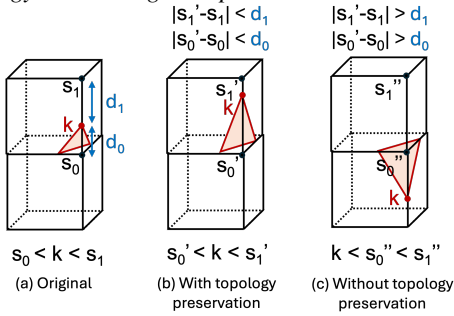 |s₁'-s₁| < d₁
|s₀'-s₀| < d₀
|s₁'-s₁| > d₁
|s₀'-s₀| > d₀
s₁
d₁
k
d₀
s₀
s₁'
k
s₀'
s₁''
s₀''
k
s₀ < k < s₁
s₀' < k < s₁'
k < s₀'' < s₁''
(a) Original
(b) With topology
preservation
(c) Without topology
preservation